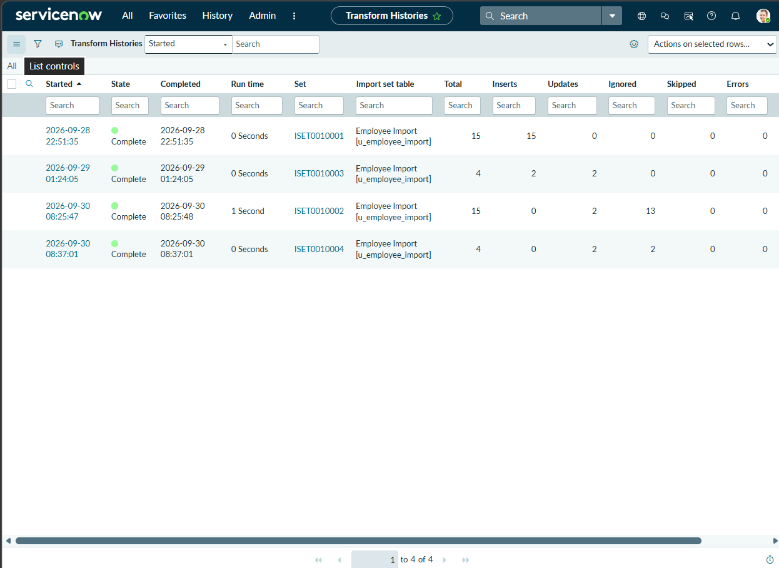 servicenow All Favorites History Admin Transform Histories Search
Transform Histories Started Search Actions on selected rows...
All List controls
Started State Completed Run time Set Import set table Total Inserts Updates Ignored Skipped Errors
Search Search Search Search Search Search Search Search Search Search Search Search
2026-09-28 2026-09-28 Employee Import
22:51:35 Complete 22:51:35 0 Seconds ISET0010001 [u_employee_import] 15 15 0 0 0 0
2026-09-29 2026-09-29 Employee Import
01:24:05 Complete 01:24:05 0 Seconds ISET0010003 [u_employee_import] 4 2 2 0 0 0
2026-09-30 2026-09-30 Employee Import
08:25:47 Complete 08:25:48 1 Second ISET0010002 [u_employee_import] 15 0 2 13 0 0
2026-09-30 2026-09-30 Employee Import
08:37:01 Complete 08:37:01 0 Seconds ISET0010004 [u_employee_import] 4 0 2 2 0 0
1 to 4 of 4